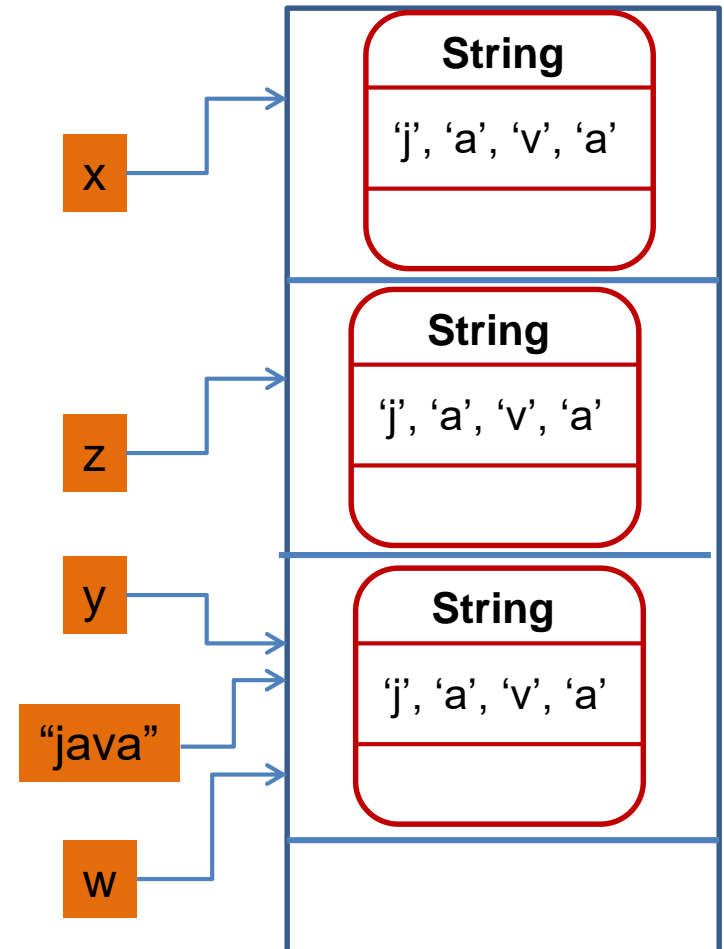 String
‘j’, ‘a’, ‘v’, ‘a’
x
String
‘j’, ‘a’, ‘v’, ‘a’
z
y
String
‘j’, ‘a’, ‘v’, ‘a’
“java”
w